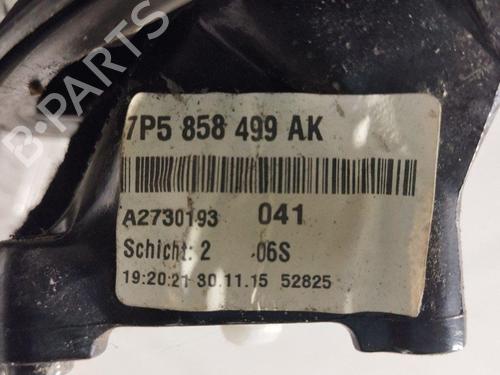 B-PARTS
7P5 858 499 AK
A2730193 041
Schicht: 2 06S
19:20:21 30.11.15 52825